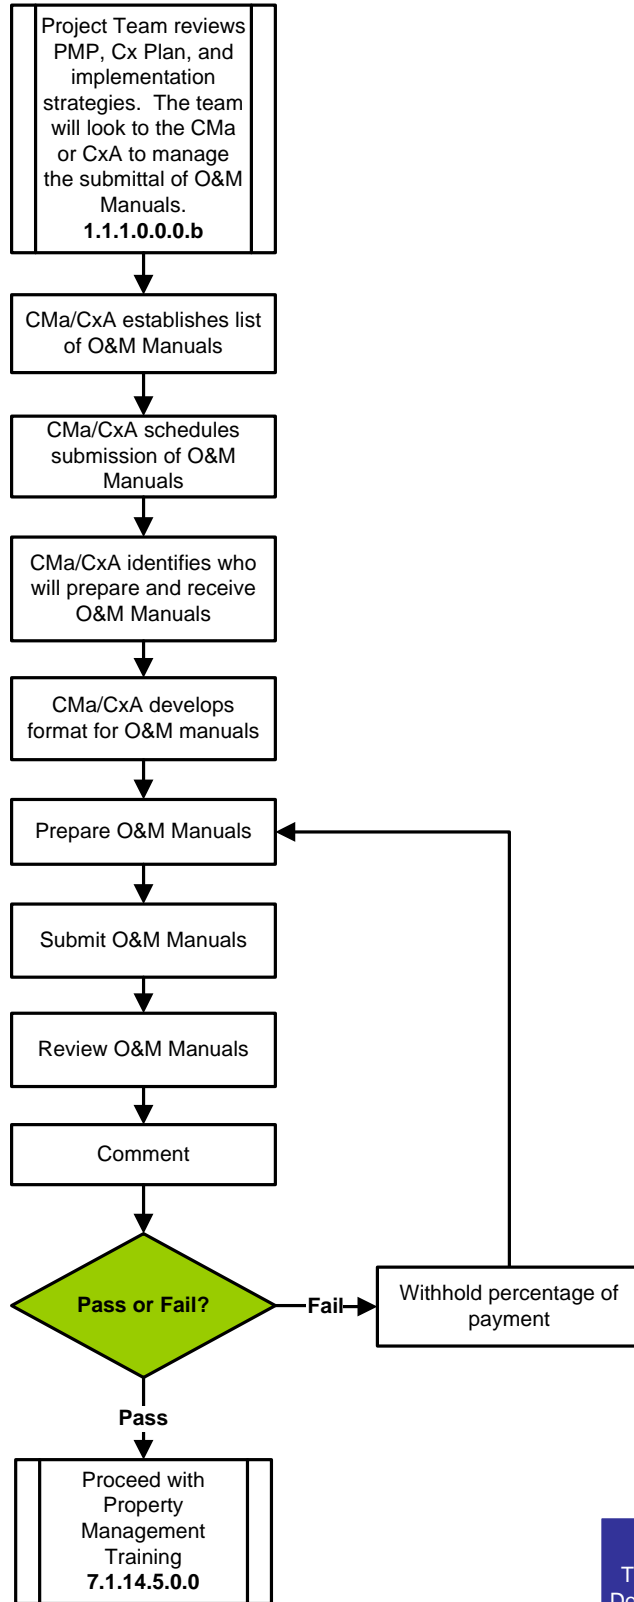 Project Team reviews
PMP, Cx Plan, and
implementation
strategies. The team
will look to the CMa
or CxA to manage
the submittal of O&M
Manuals.
1.1.1.0.0.0.b
CMa/CxA establishes list
of O&M Manuals
CMa/CxA schedules
submission of O&M
Manuals
CMa/CxA identifies who
will prepare and receive
O&M Manuals
CMa/CxA develops
format for O&M manuals
Prepare O&M Manuals
Submit O&M Manuals
Review O&M Manuals
Comment
Pass or Fail?
Fail
Withhold percentage of
payment
Pass
Proceed with
Property
Management
Training
7.1.14.5.0.0